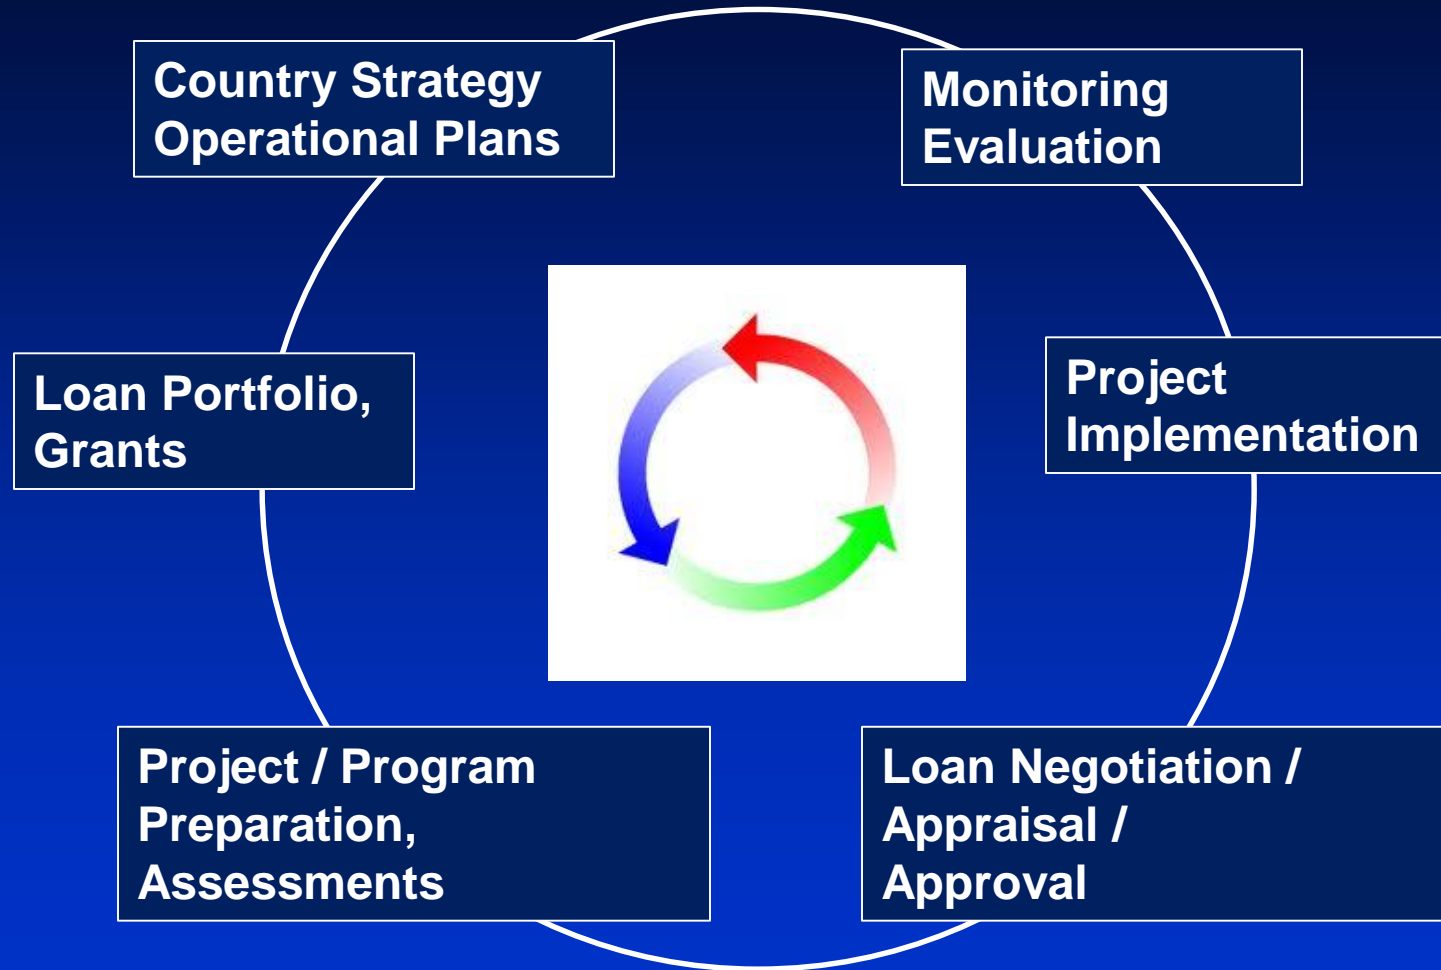 Country Strategy
Operational Plans
Monitoring
Evaluation
Loan Portfolio,
Grants
Project
Implementation
Project / Program
Preparation,
Assessments
Loan Negotiation /
Appraisal /
Approval